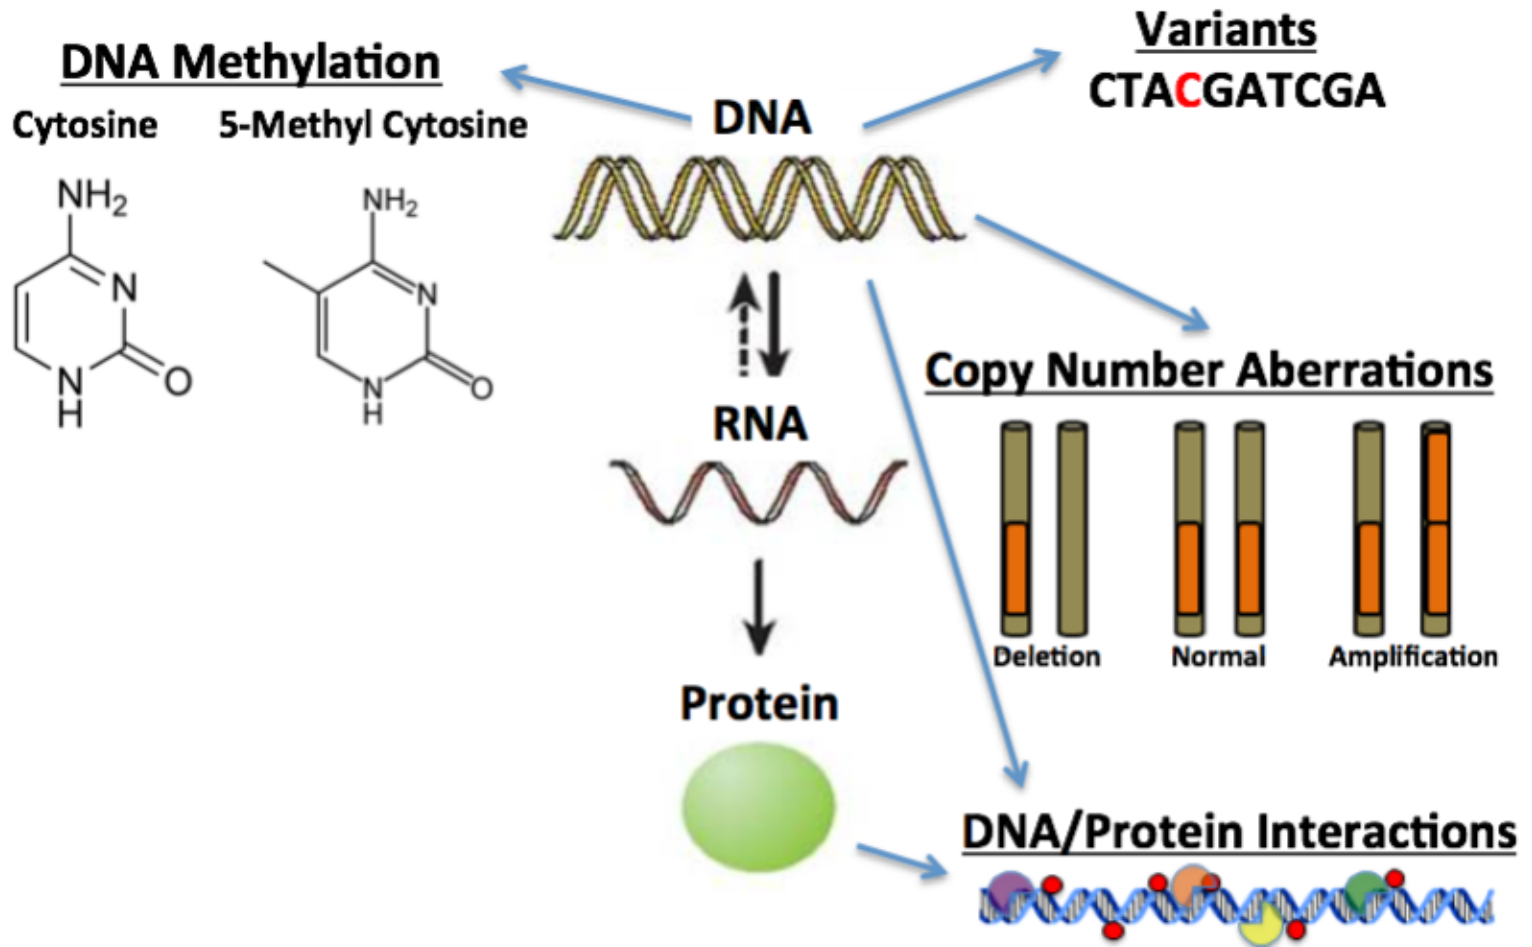 DNA Methylation
Cytosine
5-Methyl Cytosine
NH2
N
O
N
H
NH2
N
O
N
H
DNA
Variants
CTACGATCGA
RNA
Copy Number Aberrations
Deletion
Normal
Amplification
Protein
DNA/Protein Interactions